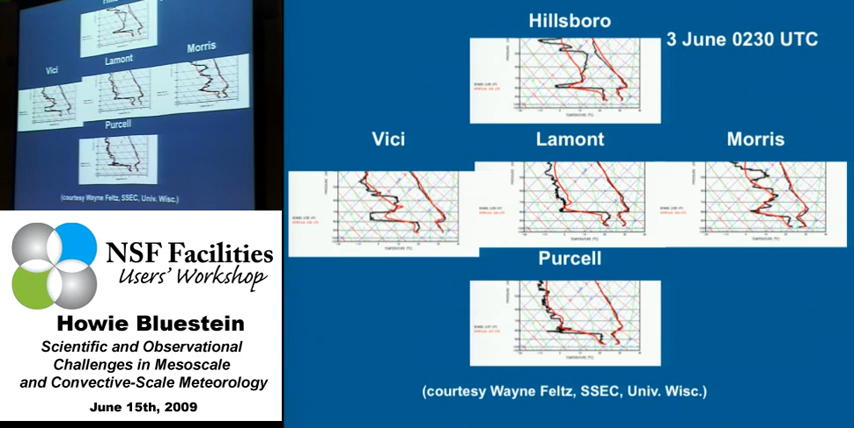 Morris
Lamont
Vici
Purcell
(courtesy Wayne Feltz, SSEC, Univ. Wisc.)
NSF Facilities
Users' Workshop
Howie Bluestein
Scientific and Observational
Challenges in Mesoscale
and Convective-Scale Meteorology
June 15th, 2009
Hillsboro
3 June 0230 UTC
Vici
Lamont
Morris
Purcell
(courtesy Wayne Feltz, SSEC, Univ. Wisc.)